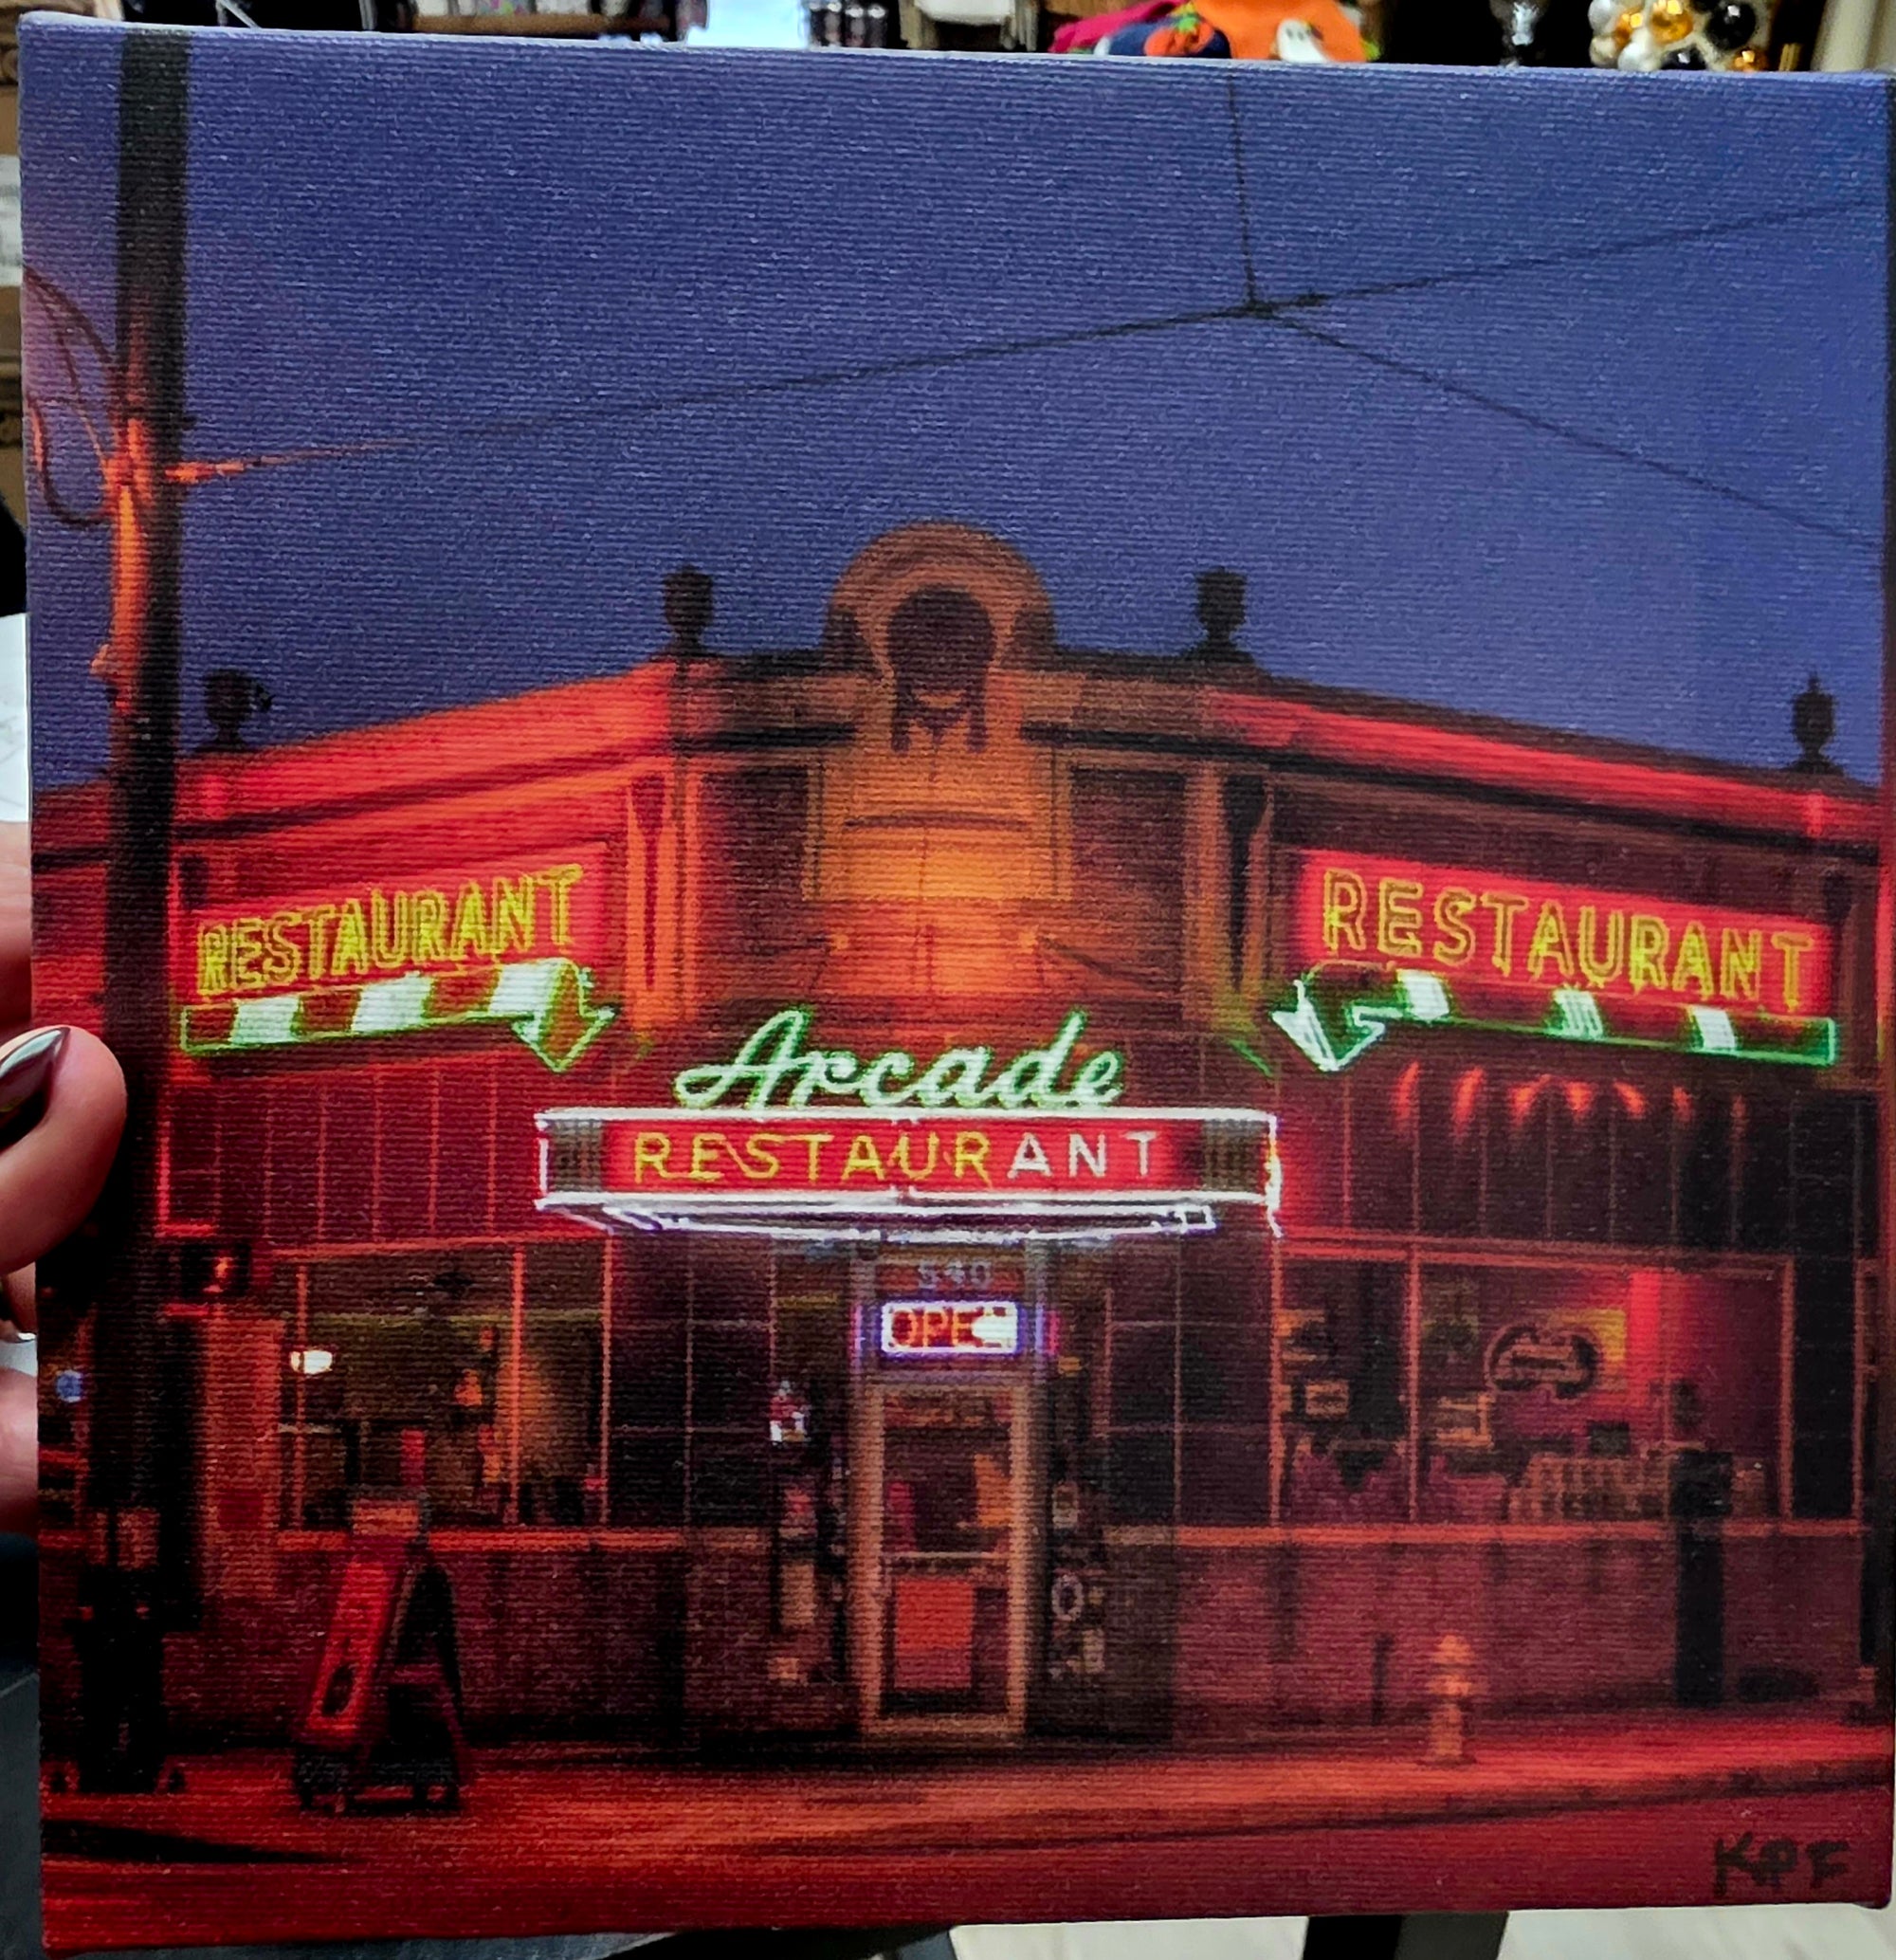 RESTAURANT
RESTAURANT
Arcade
RESTAURANT
540
OPEN
KPF